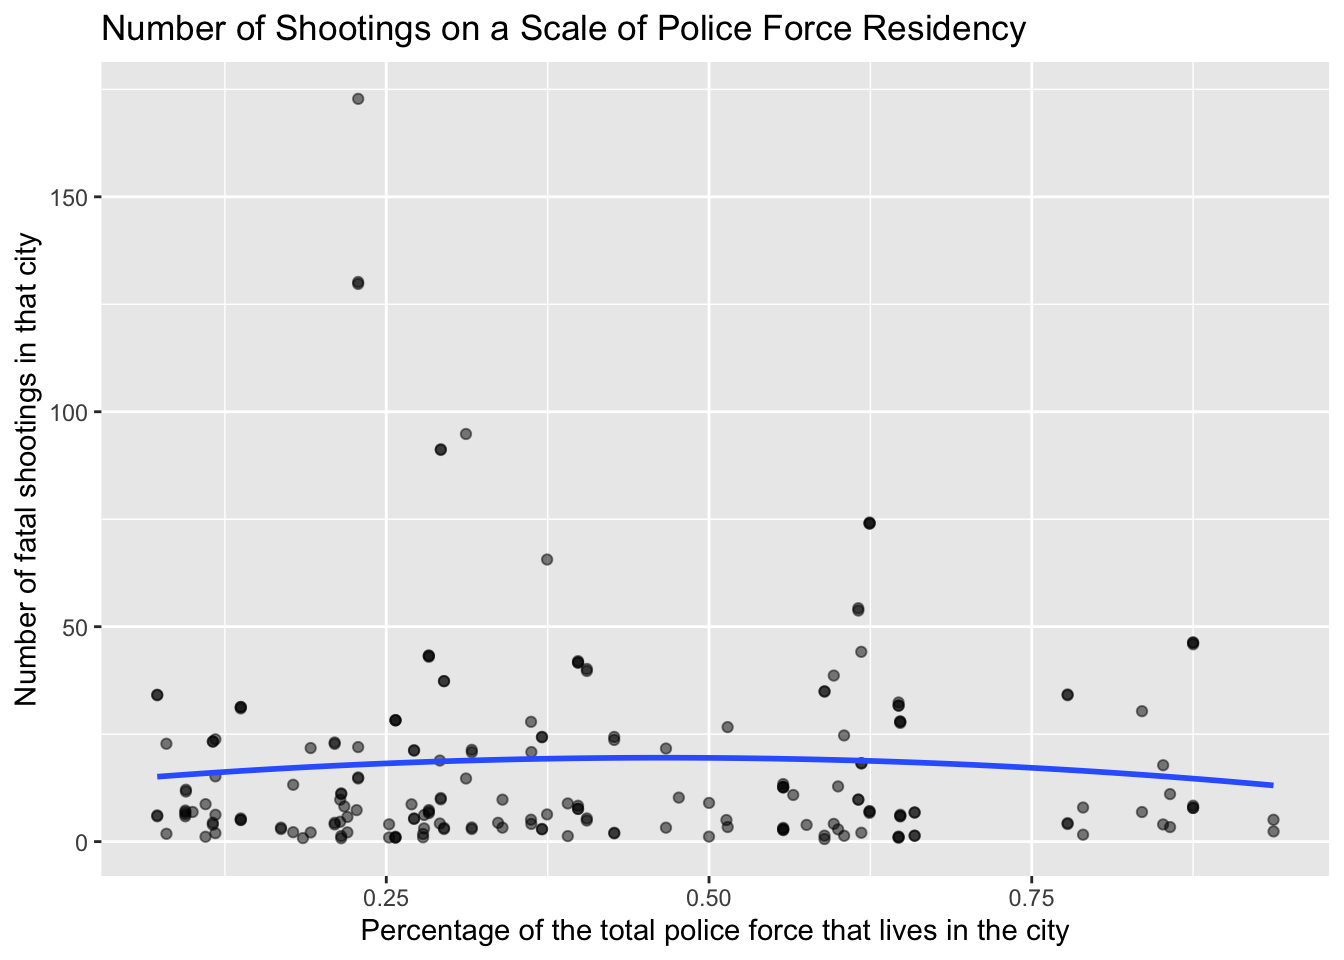 Number of Shootings on a Scale of Police Force Residency
Number of fatal shootings in that city
150
100
50
0
0.25
0.50
0.75
Percentage of the total police force that lives in the city